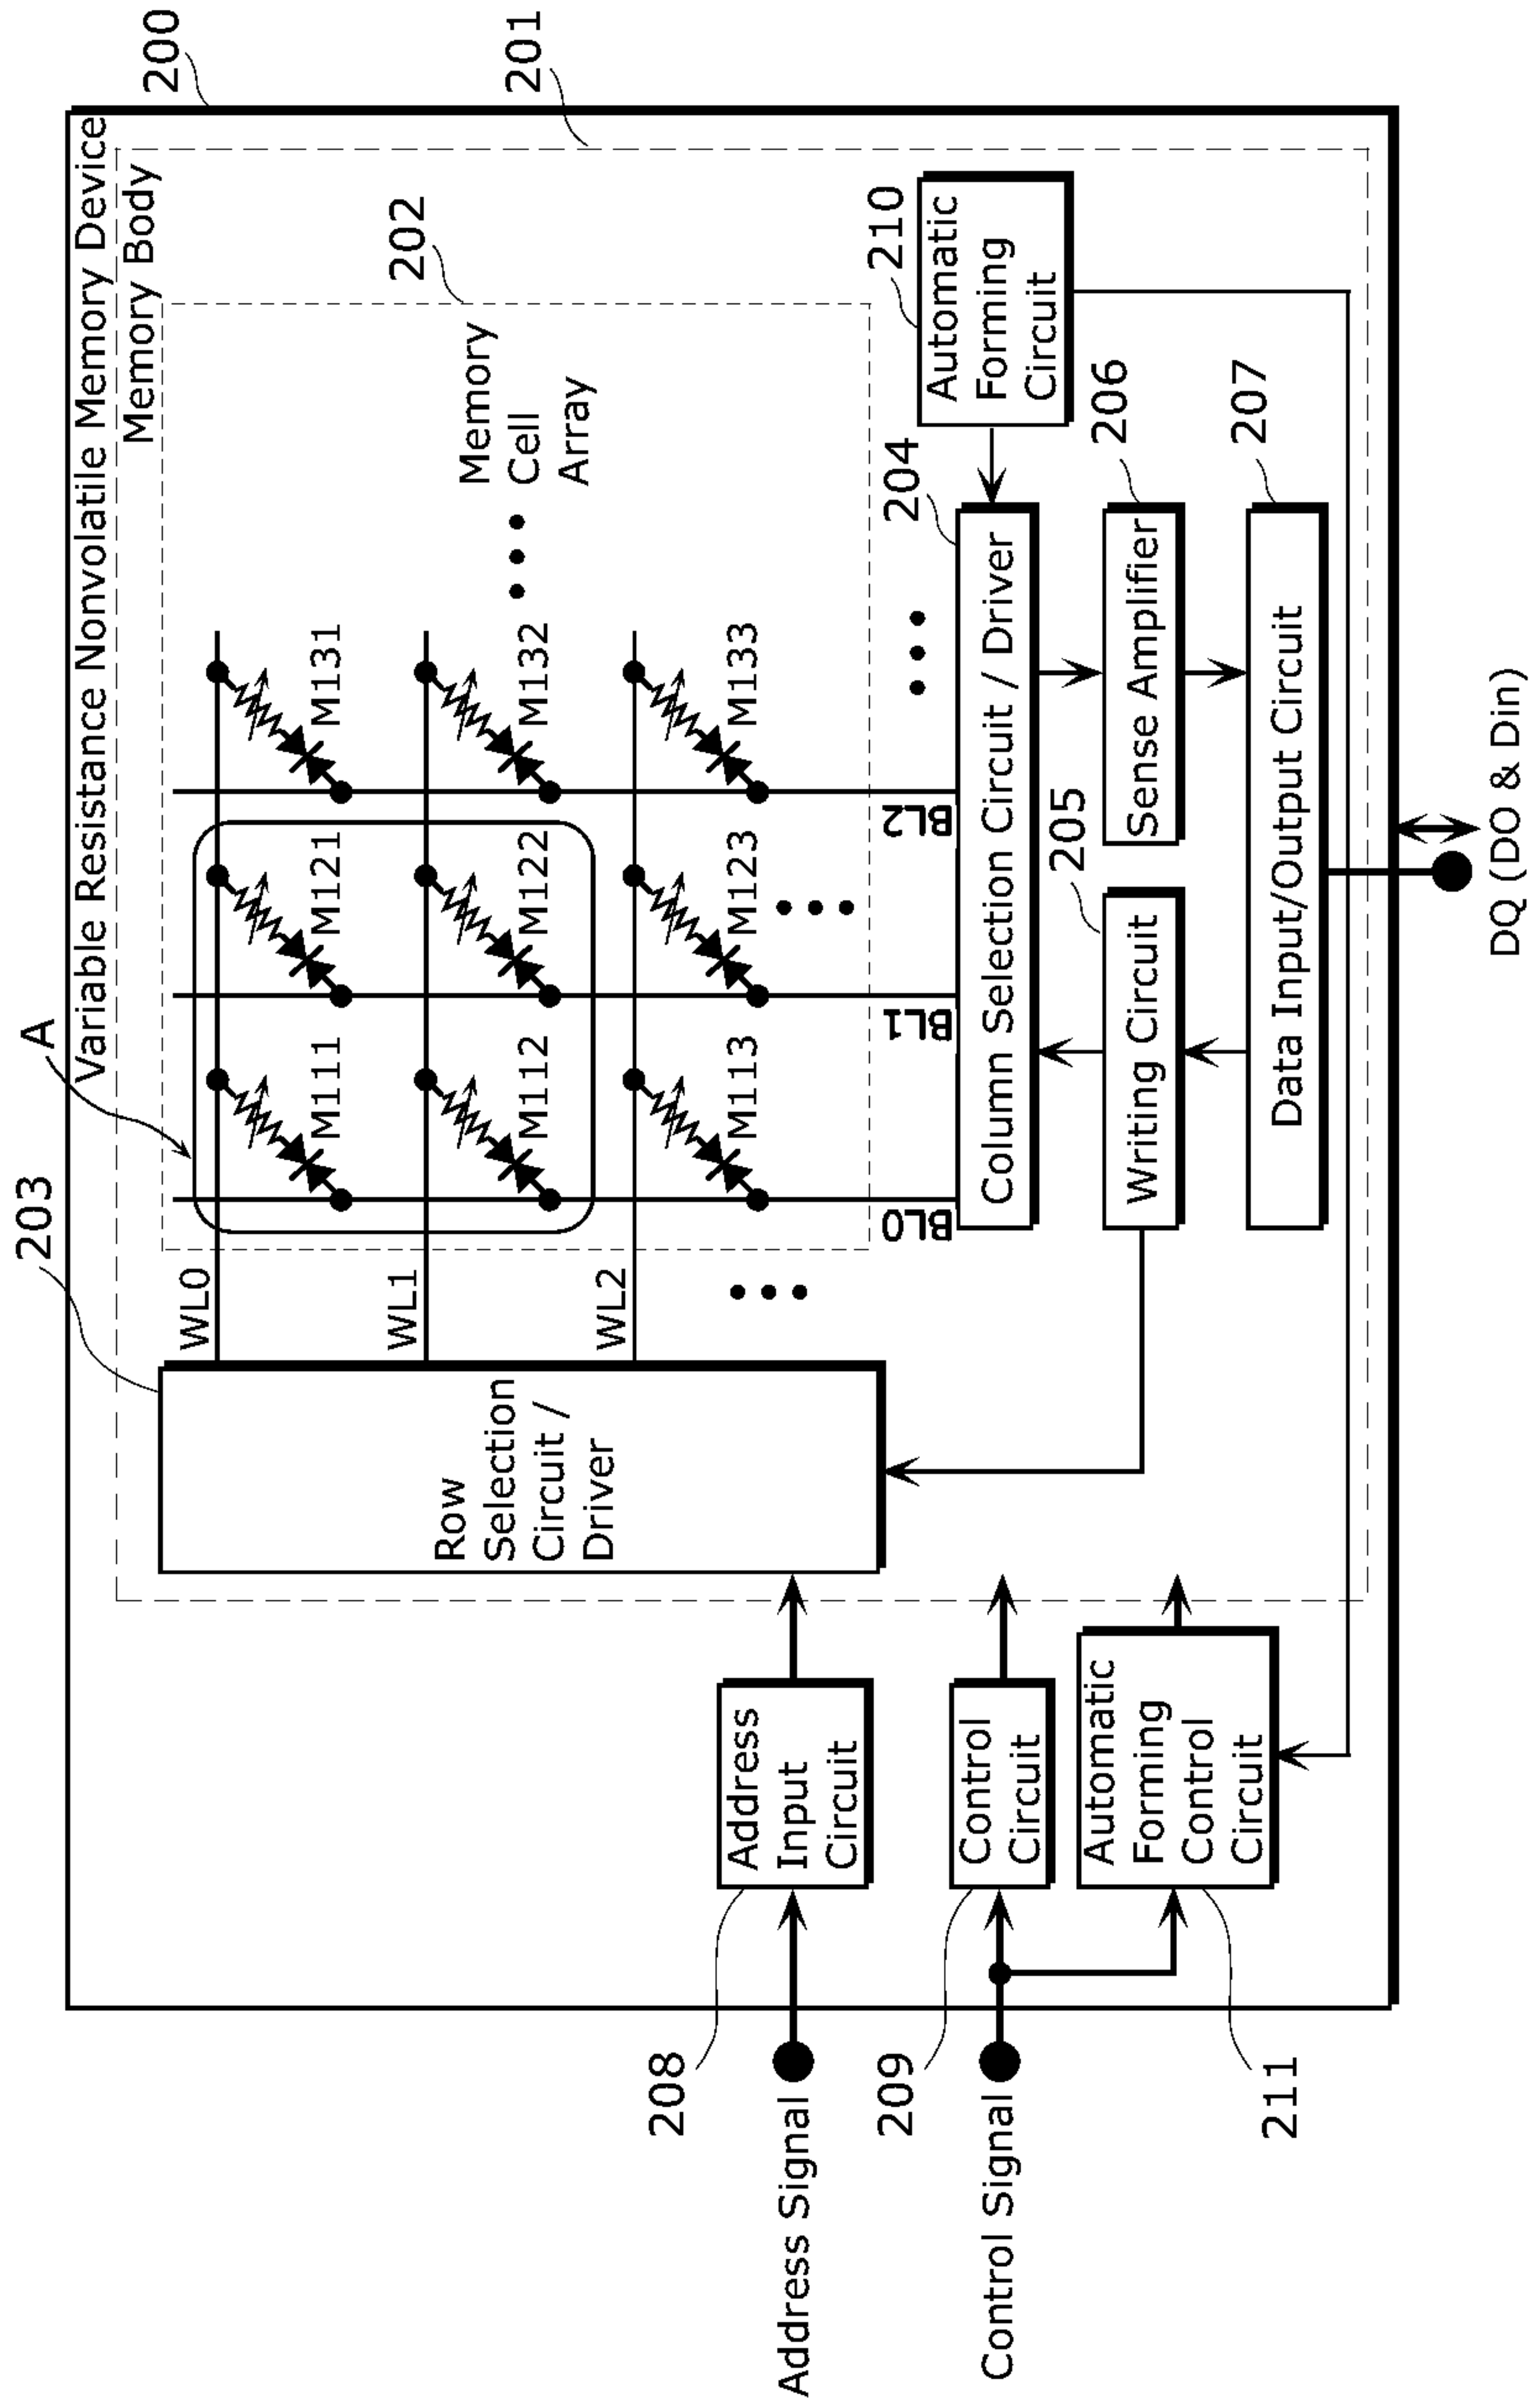 200
201
Variable Resistance Nonvolatile Memory Device
Memory Body
A
203
202
WL0
M111
M121
M131
WL1
M112
M122
M132
Memory
Cell
Array
WL2
M113
M123
M133
Row
Selection
Circuit /
Driver
BL0
BL1
BL2
204
210
Automatic
Forming
Circuit
Column Selection Circuit / Driver
208
Address Signal
Address
Input
Circuit
205
206
Writing Circuit
Sense Amplifier
209
Control Signal
Control
Circuit
207
Data Input/Output Circuit
Automatic
Forming
Control
Circuit
211
DQ (DO & Din)